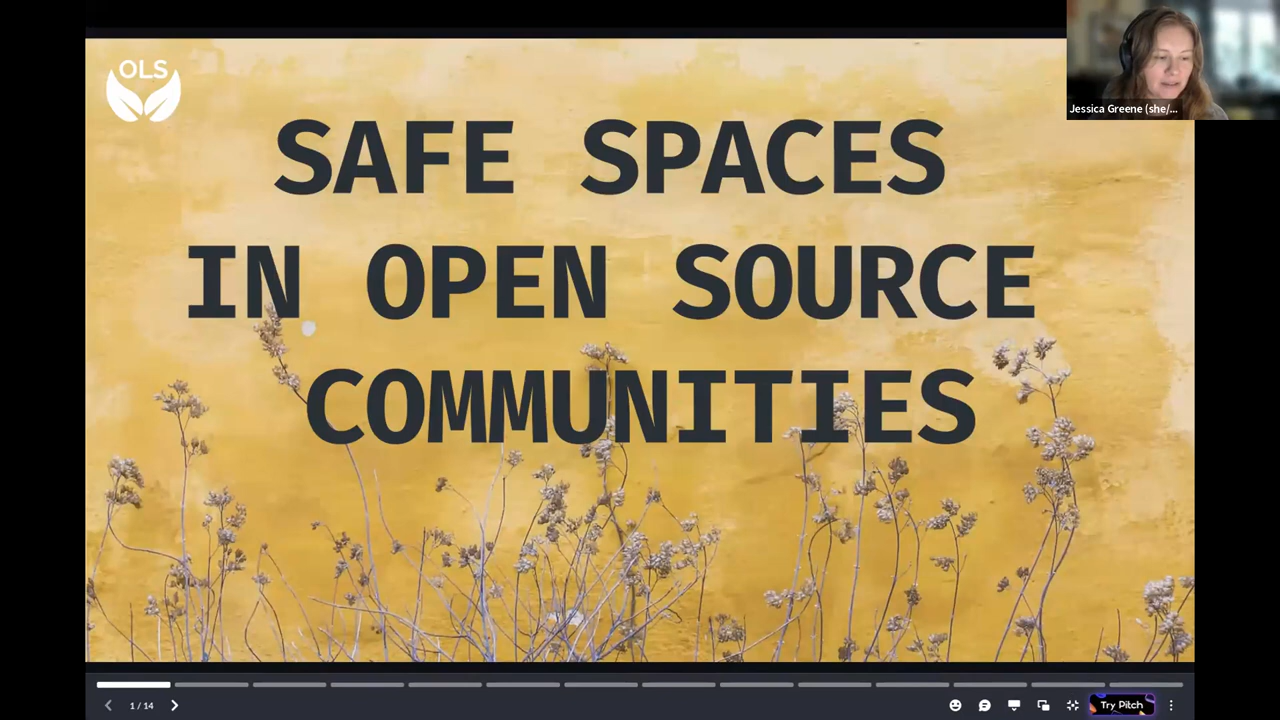 OLS
SAFE SPACES
IN OPEN SOURCE
COMMUNITIES
Jessica Greene (she/...
1 / 14
Try Pitch